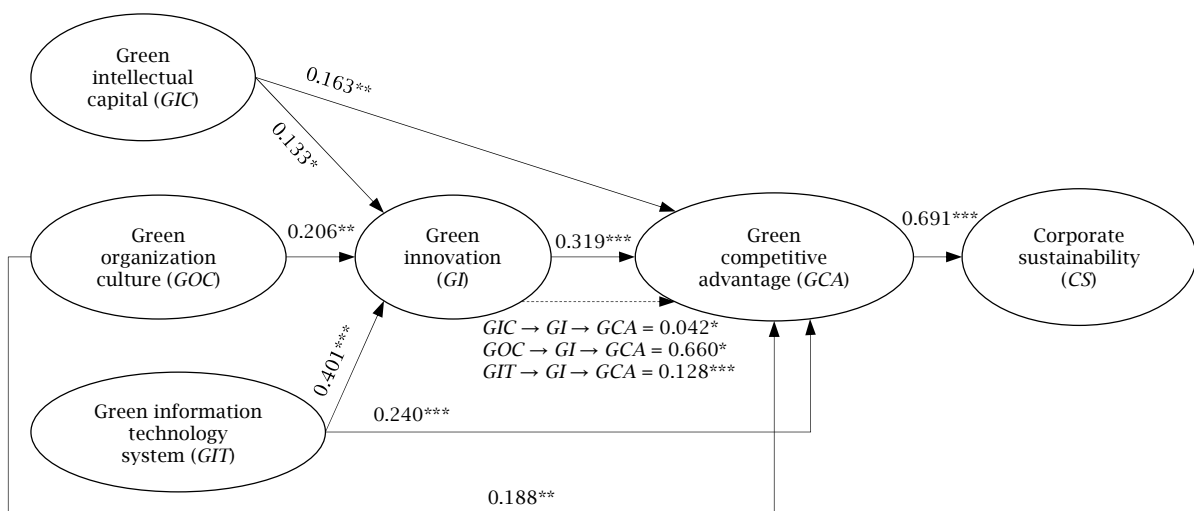 Green
intellectual
capital (GIC)
0.163**
0.133*
Green
organization
culture (GOC)
0.206**
Green
innovation
(GI)
0.319***
Green
competitive
advantage (GCA)
0.691***
Corporate
sustainability
(CS)
GIC → GI → GCA = 0.042*
GOC → GI → GCA = 0.660*
GIT → GI → GCA = 0.128***
0.401***
Green information
technology
system (GIT)
0.240***
0.188**